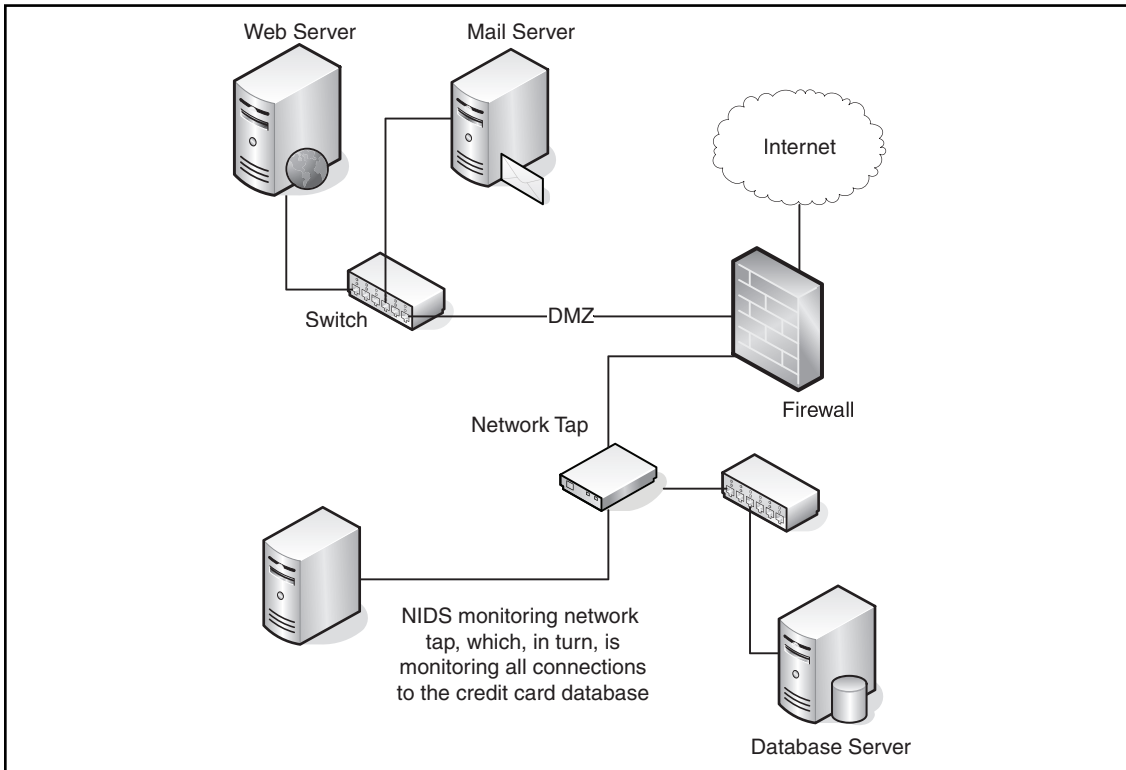 Web Server
Mail Server
Internet
Switch
DMZ
Firewall
Network Tap
NIDS monitoring network
tap, which, in turn, is
monitoring all connections
to the credit card database
Database Server